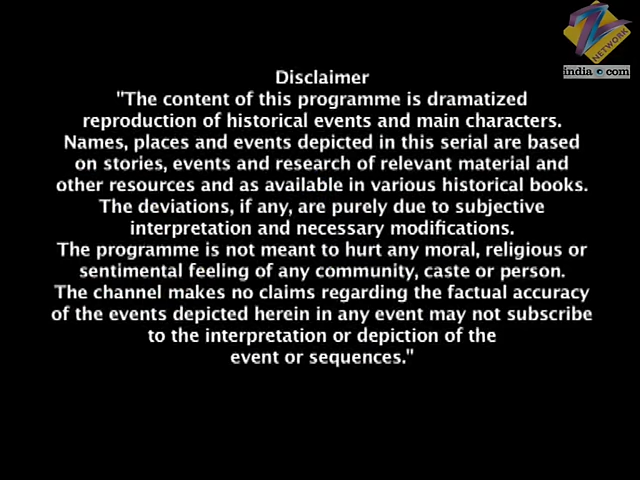 Z
NETWORK
india.com
Disclaimer
"The content of this programme is dramatized
reproduction of historical events and main characters.
Names, places and events depicted in this serial are based
on stories, events and research of relevant material and
other resources and as available in various historical books.
The deviations, if any, are purely due to subjective
interpretation and necessary modifications.
The programme is not meant to hurt any moral, religious or
sentimental feeling of any community, caste or person.
The channel makes no claims regarding the factual accuracy
of the events depicted herein in any event may not subscribe
to the interpretation or depiction of the
event or sequences."